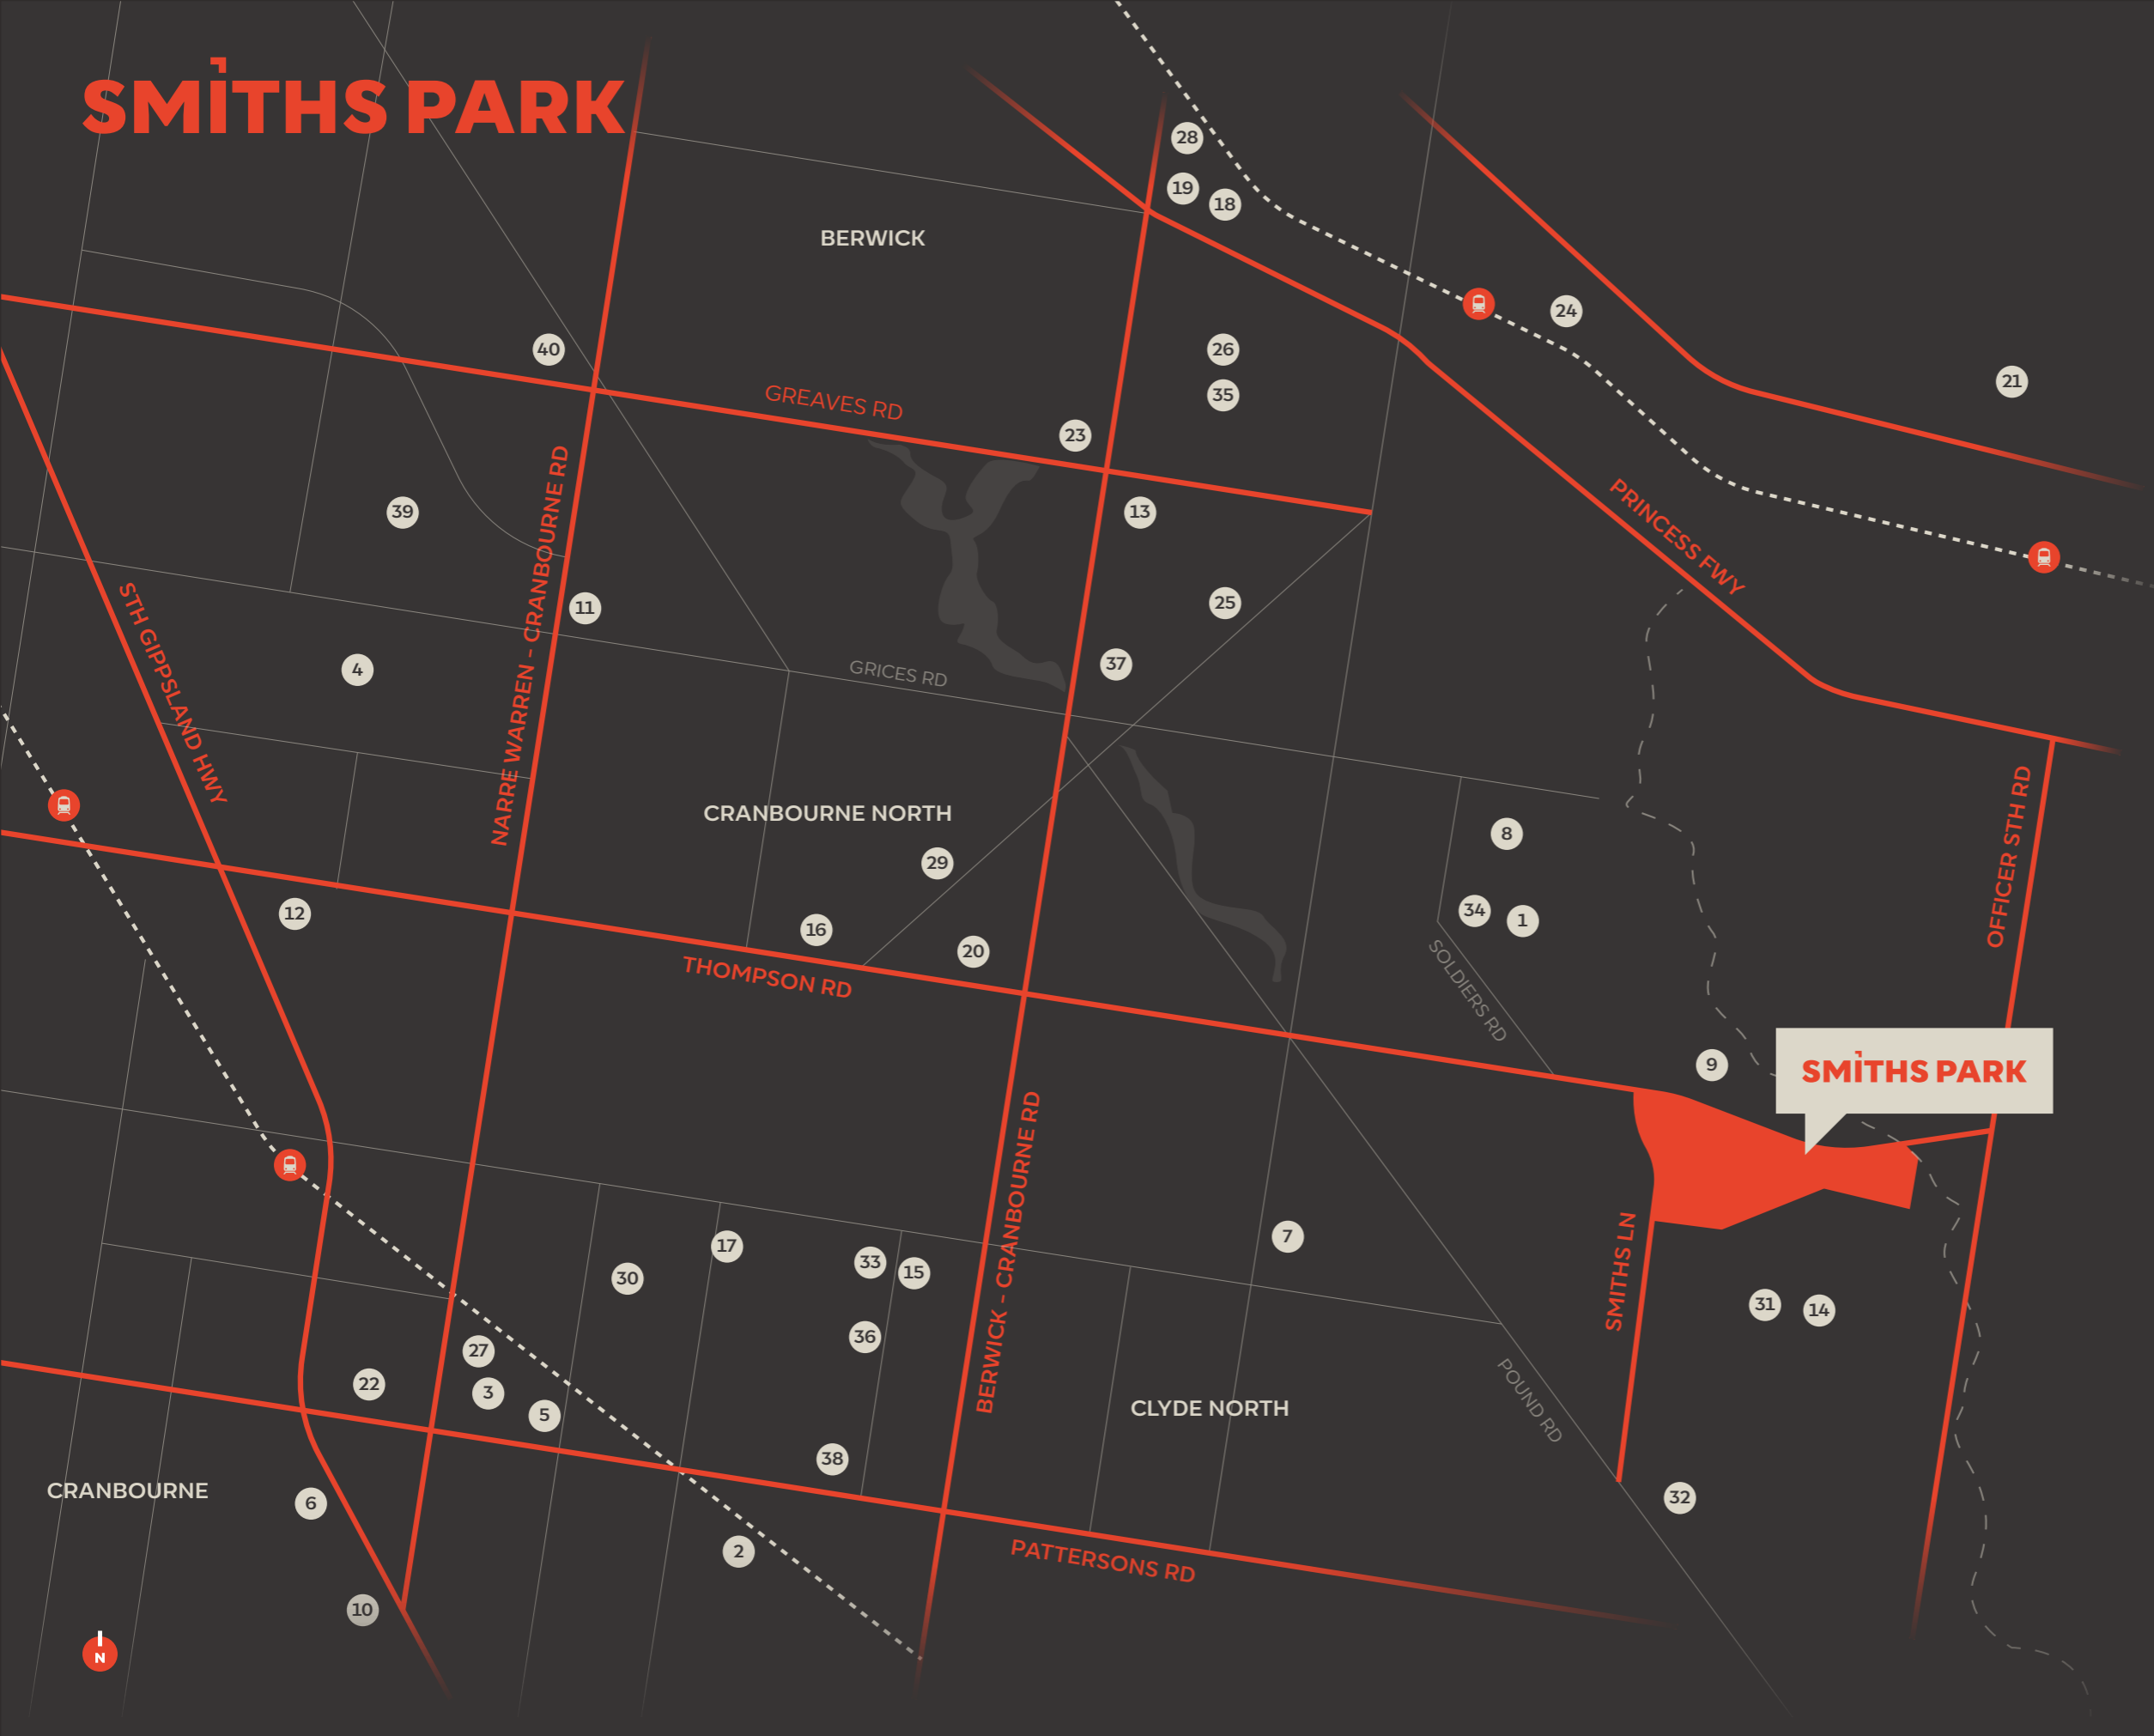 SMITHS PARK
28
19
18
BERWICK
24
40
26
21
GREAVES RD
35
23
39
13
PRINCESS FWY
NARRE WARREN - CRANBOURNE RD
11
25
STH GIPPSLAND HWY
4
GRICES RD
37
CRANBOURNE NORTH
8
OFFICER STH RD
29
12
34
1
16
20
THOMPSON RD
SOLDIERS RD
9
SMITHS PARK
BERWICK - CRANBOURNE RD
7
17
33
15
30
SMITHS LN
31
14
36
27
22
3
5
POUND RD
CLYDE NORTH
38
CRANBOURNE
6
32
2
PATTERSONS RD
10
N